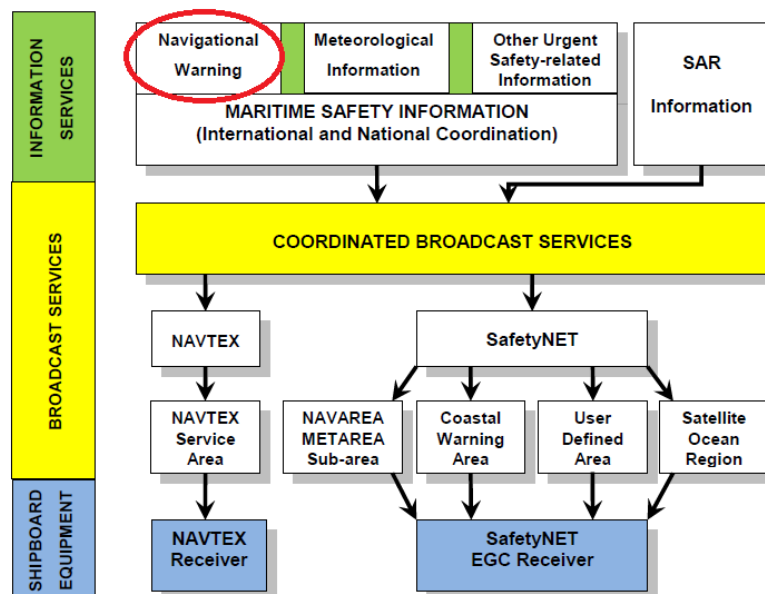 INFORMATION
SERVICES
Navigational
Warning
Meteorological
Information
Other Urgent
Safety-related
Information
MARITIME SAFETY INFORMATION
(International and National Coordination)
SAR
Information
BROADCAST SERVICES
COORDINATED BROADCAST SERVICES
NAVTEX
SafetyNET
NAVTEX
Service
Area
NAVAREA
METAREA
Sub-area
Coastal
Warning
Area
User
Defined
Area
Satellite
Ocean
Region
SHIPBOARD
EQUIPMENT
NAVTEX
Receiver
SafetyNET
EGC Receiver